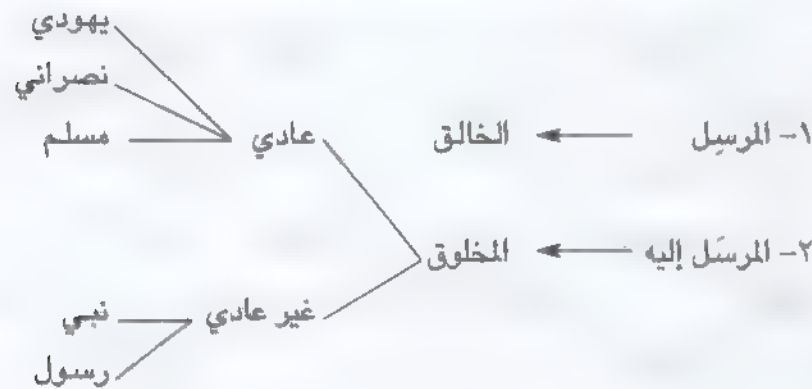 يهودي
نصراني
١- المرسِل الخالق عادي مسلم
٢- المرسَل إليه المخلوق
غير عادي نبي
رسول